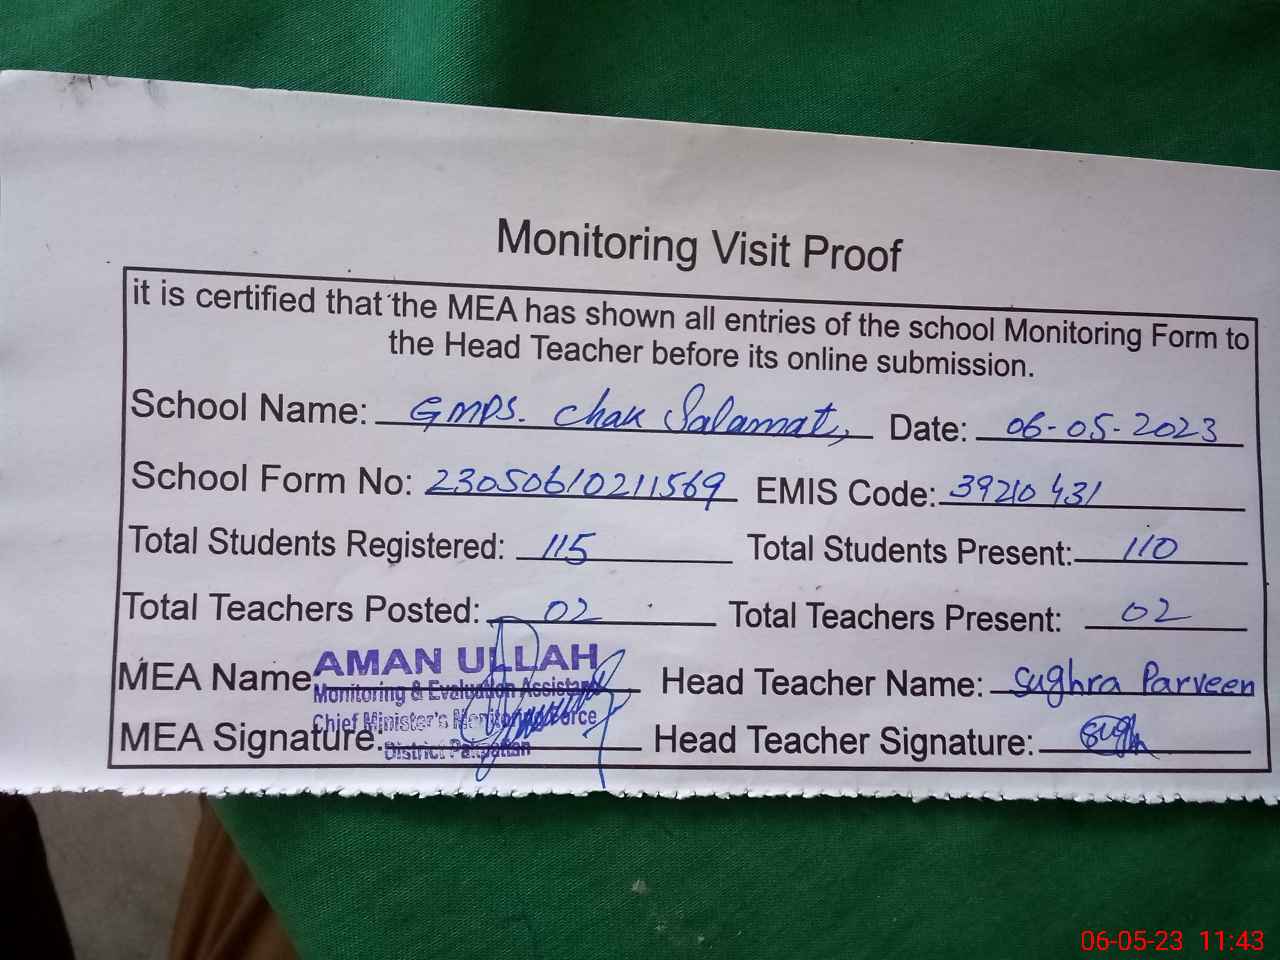 Monitoring Visit Proof
it is certified that the MEA has shown all entries of the school Monitoring Form to
the Head Teacher before its online submission.
School Name: GMPS. Chak Salamat, Date: 06-05-2023
School Form No: 23050610211569 EMIS Code: 39210431
Total Students Registered: 115 Total Students Present: 110
Total Teachers Posted: 02 Total Teachers Present: 02
MEA Name AMAN ULLAH Head Teacher Name: Sughra Parveen
Monitoring & Evaluation Assistant
Chief Minister's Monitoring Force
MEA Signature: Head Teacher Signature: Sugh
District Pakpattan
06-05-23 11:43